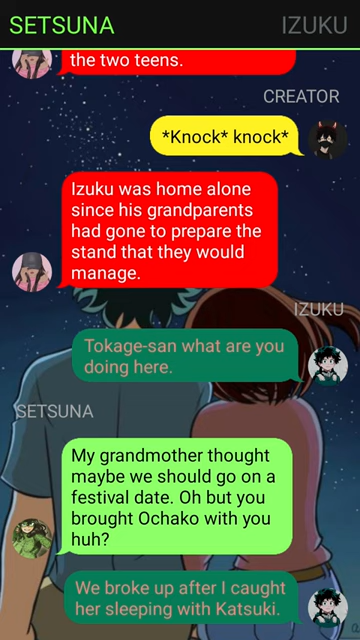 SETSUNA
IZUKU
the two teens.
CREATOR
*Knock* knock*
Izuku was home alone
since his grandparents
had gone to prepare the
stand that they would
manage.
IZUKU
Tokage-san what are you
doing here.
SETSUNA
My grandmother thought
maybe we should go on a
festival date. Oh but you
brought Ochako with you
huh?
We broke up after I caught
her sleeping with Katsuki.